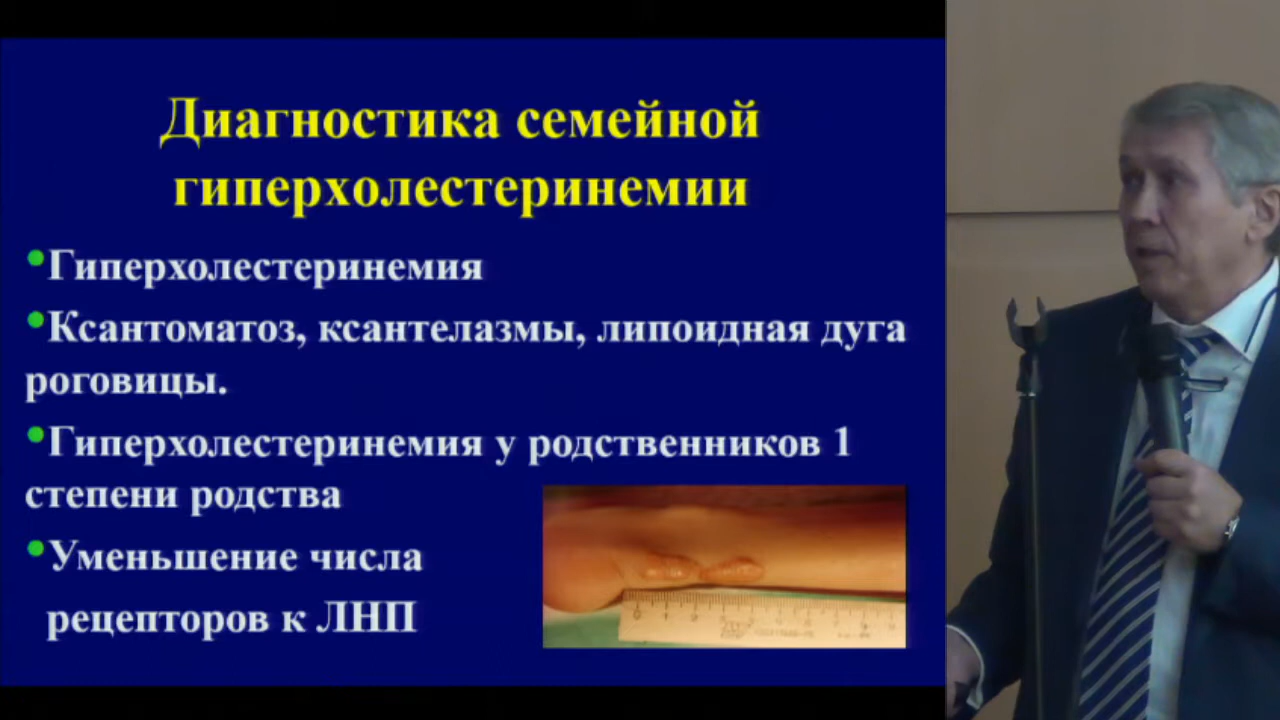 Диагностика семейной
гиперхолестеринемии
•Гиперхолестеринемия
•Ксантоматоз, ксантелазмы, липоидная дуга
роговицы.
•Гиперхолестеринемия у родственников 1
степени родства
•Уменьшение числа
рецепторов к ЛНП